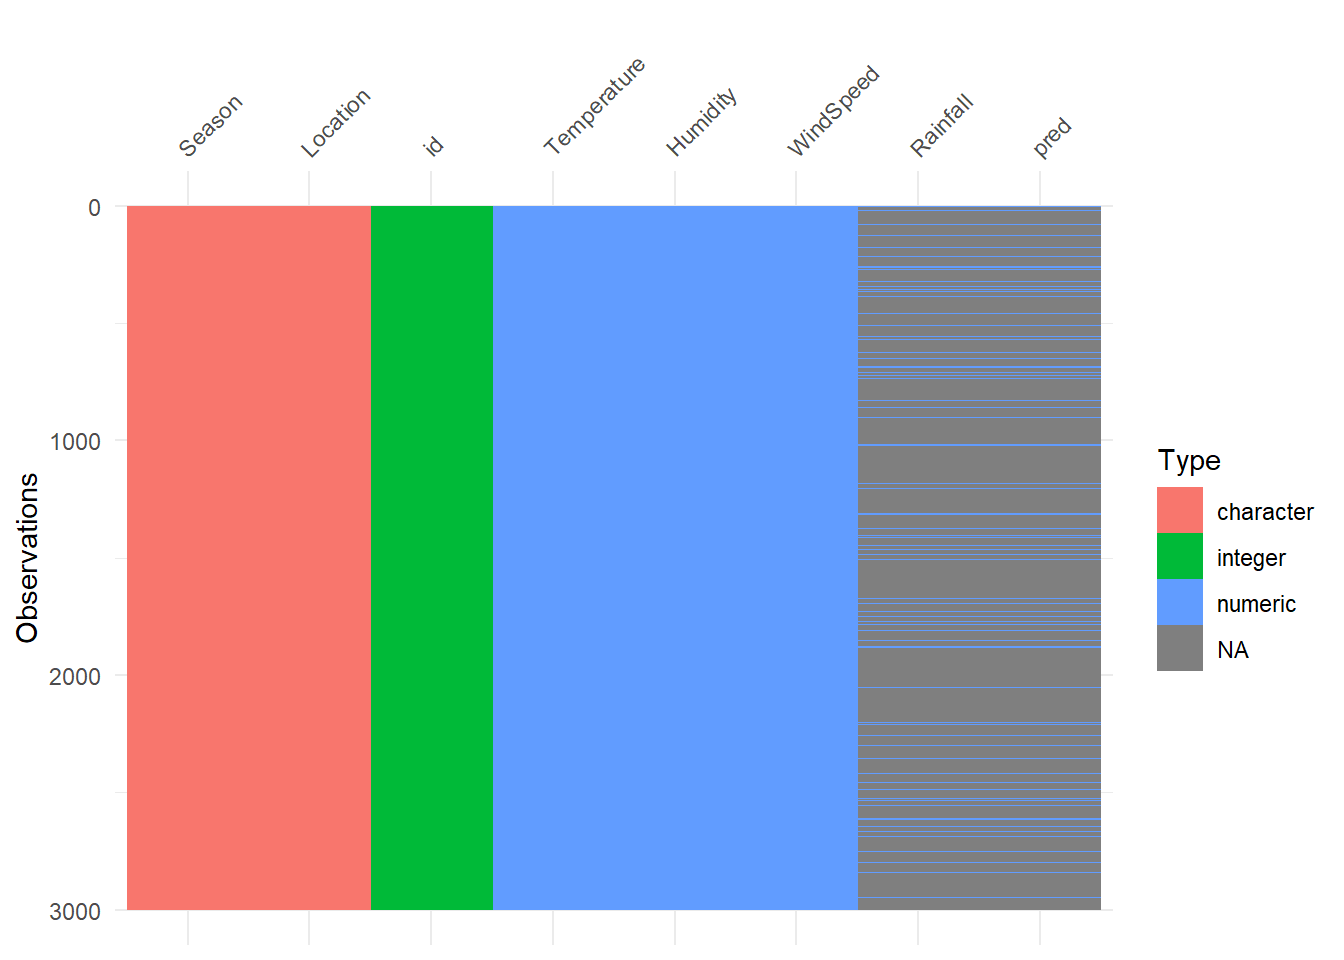 Season
Location
id
Temperature
Humidity
WindSpeed
Rainfall
pred
0
1000
2000
3000
Observations
Type
character
integer
numeric
NA